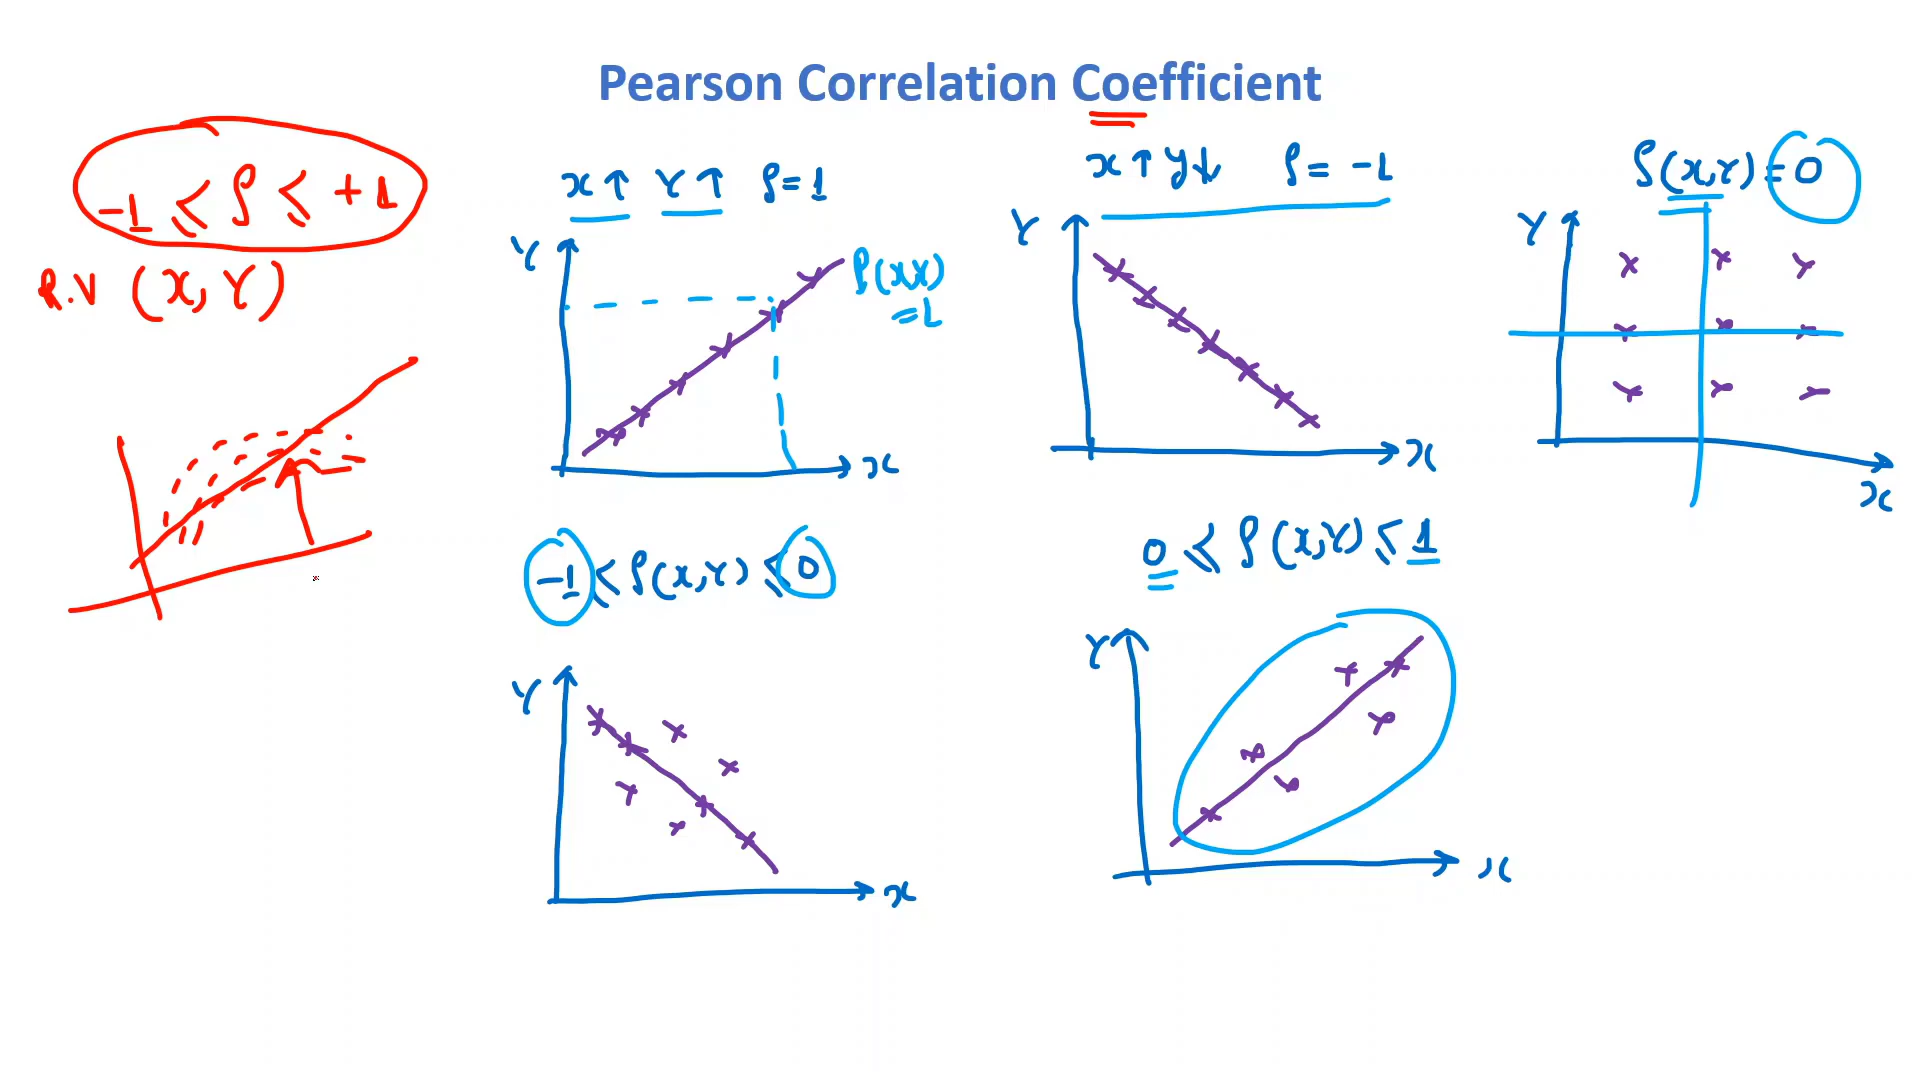 Pearson Correlation Coefficient
-1 ≤ ρ ≤ +1
R.V (X, Y)
x↑ Y↑ ρ=1
Y
ρ(x,y)
=1
x
x↑ y↓ ρ= -1
Y
x
ρ(x,y)=0
Y
x
-1 ≤ ρ(x,y) ≤ 0
Y
x
0 ≤ ρ(x,y) ≤ 1
Y
x